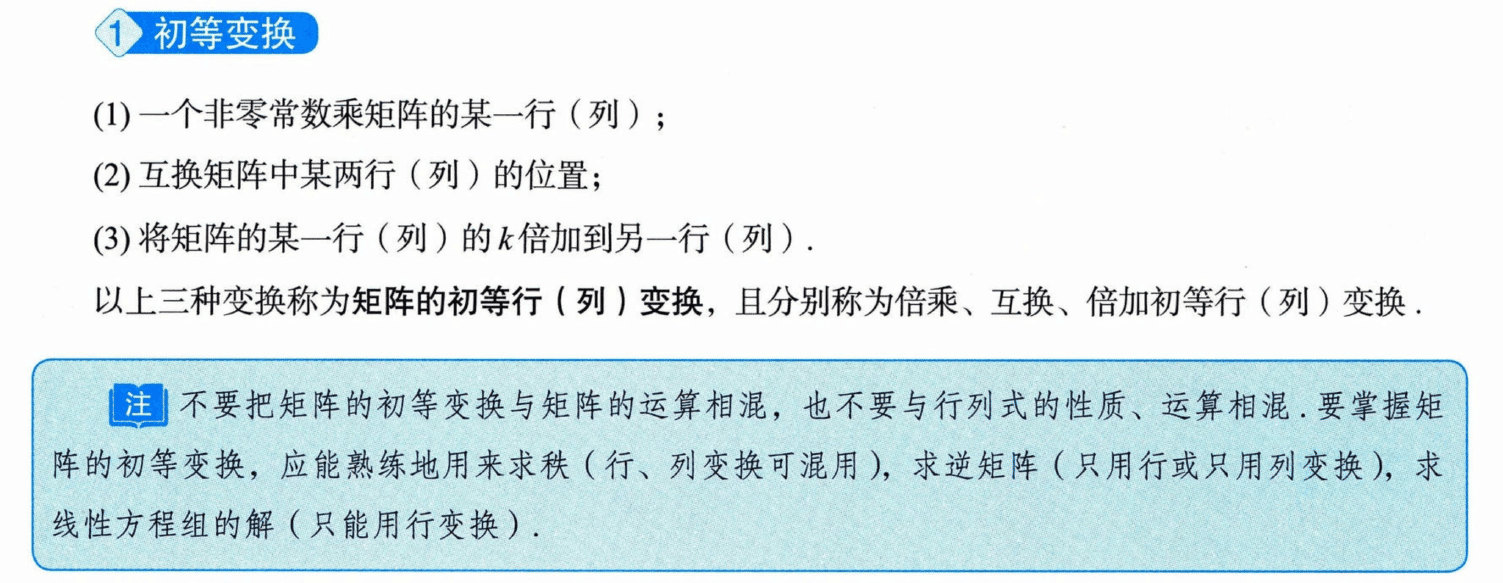 1 初等变换
(1) 一个非零常数乘矩阵的某一行（列）；
(2) 互换矩阵中某两行（列）的位置；
(3) 将矩阵的某一行（列）的k倍加到另一行（列）.
以上三种变换称为矩阵的初等行（列）变换，且分别称为倍乘、互换、倍加初等行（列）变换.
注 不要把矩阵的初等变换与矩阵的运算相混，也不要与行列式的性质、运算相混.要掌握矩
阵的初等变换，应能熟练地用来求秩（行、列变换可混用），求逆矩阵（只用行或只用列变换），求
线性方程组的解（只能用行变换）.